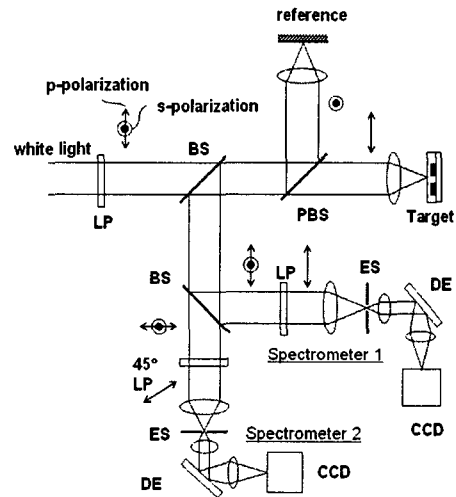 reference
p-polarization
s-polarization
white light
BS
LP
PBS
Target
BS
LP
ES
DE
Spectrometer 1
45°
LP
CCD
ES
Spectrometer 2
DE
CCD